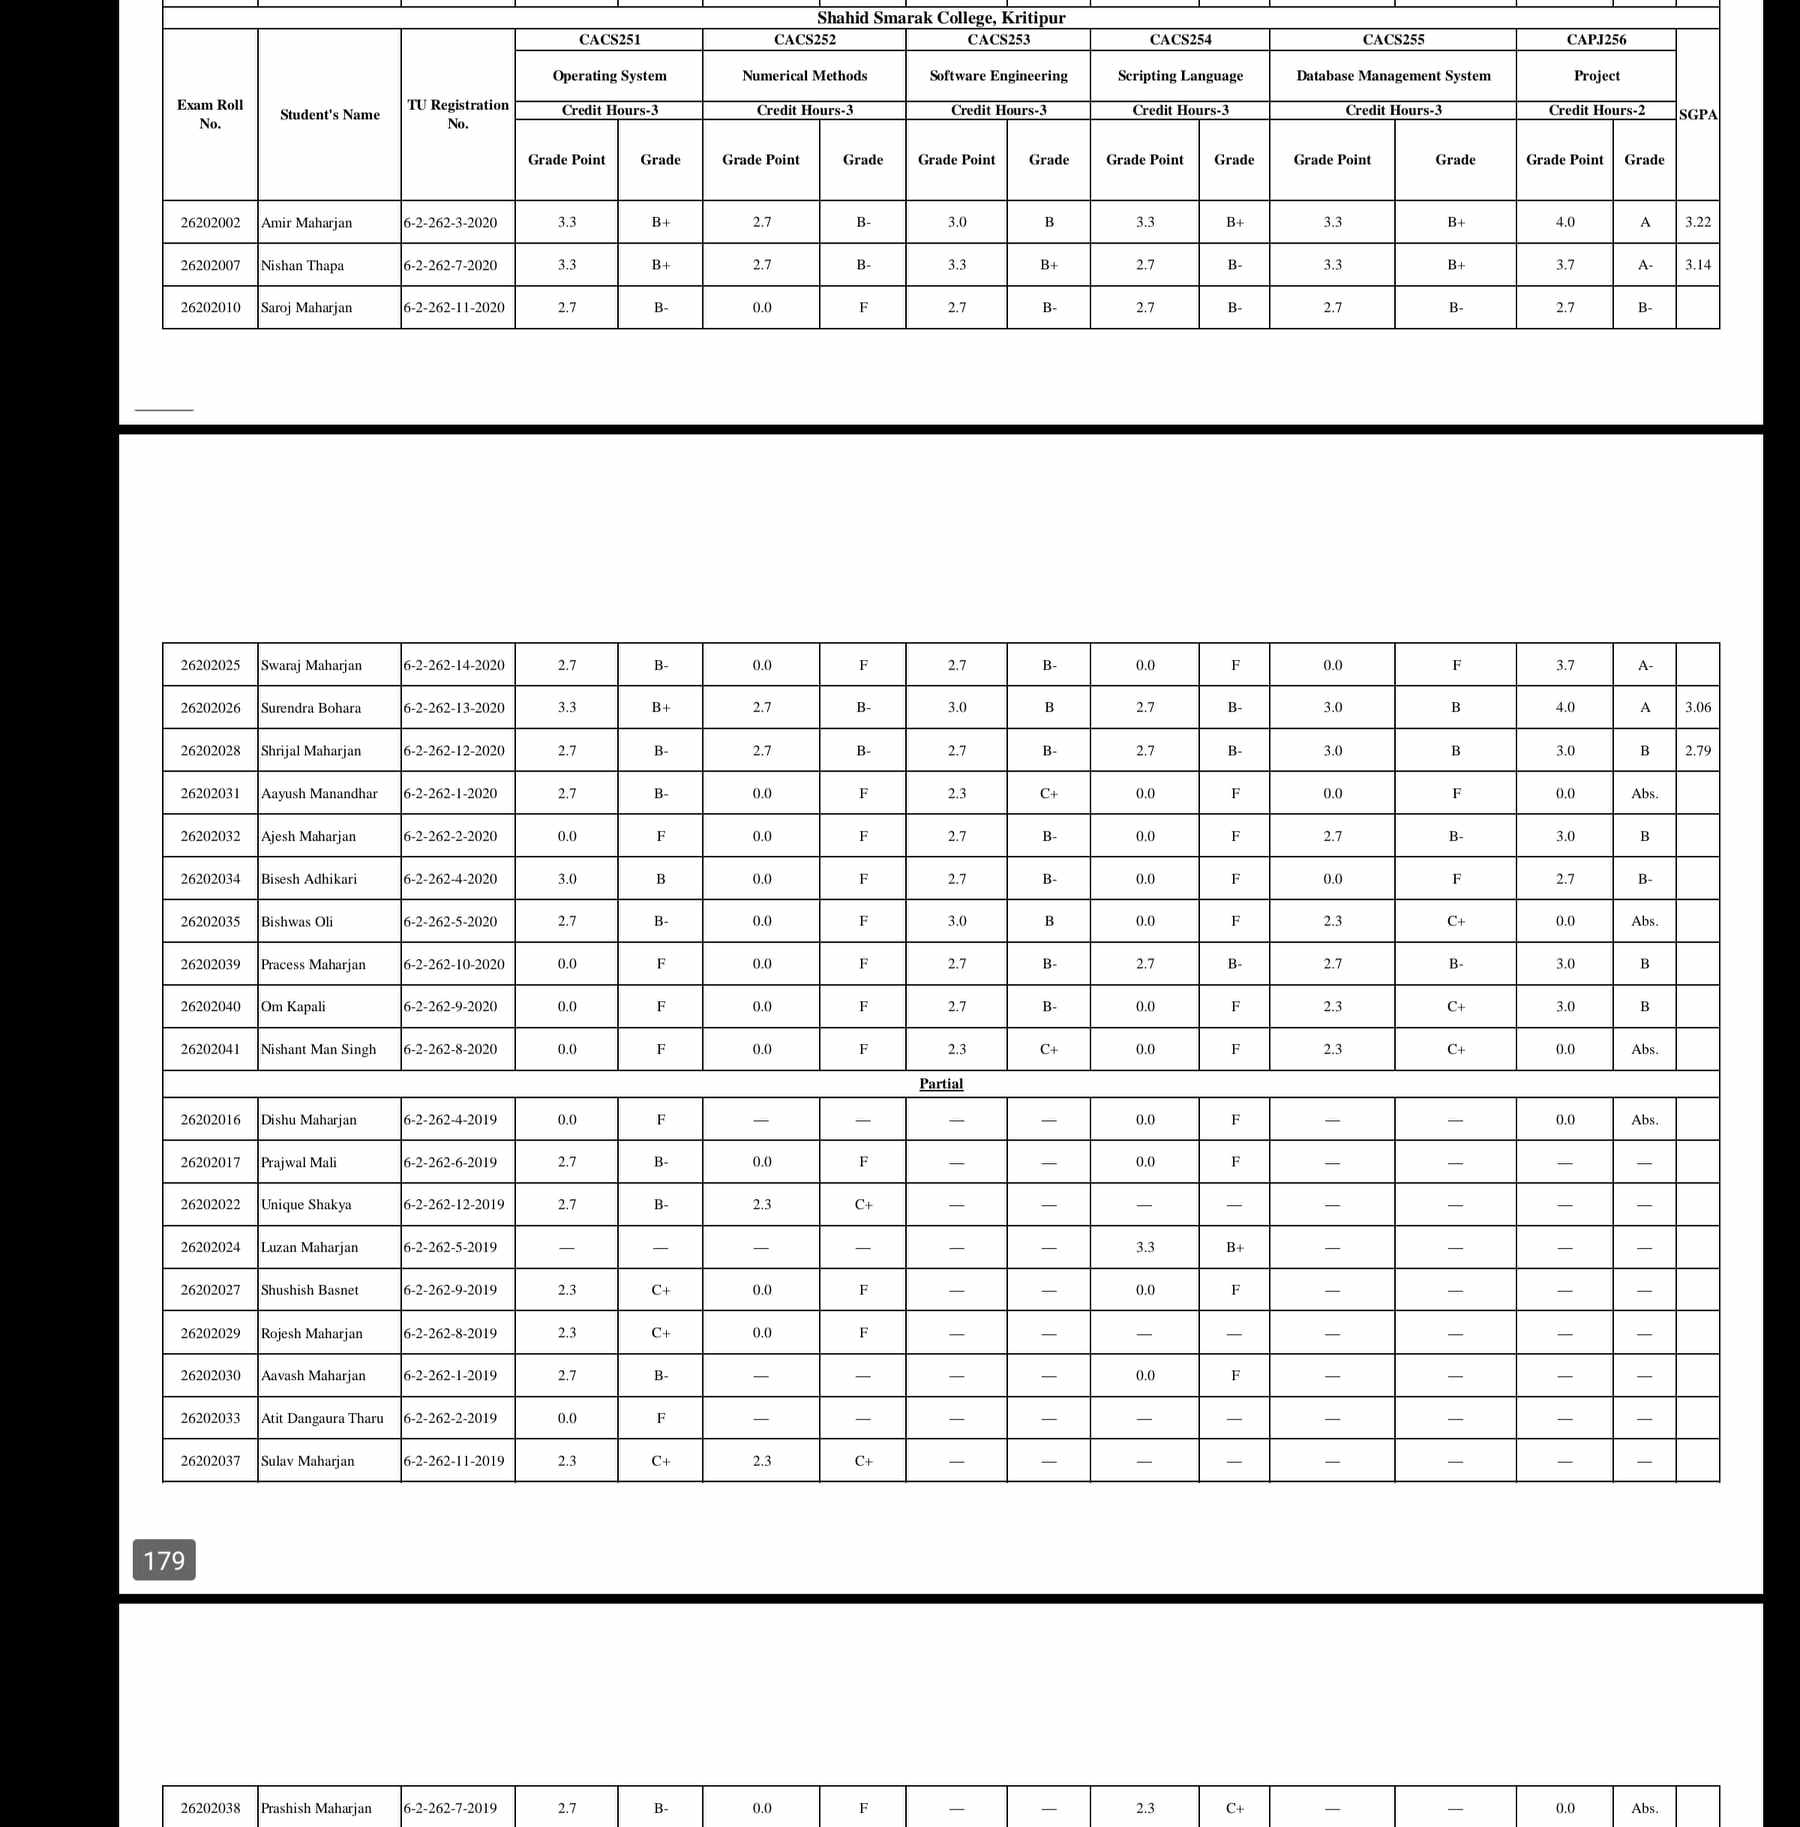 Shahid Smarak College, Kritipur
Exam Roll No. Student's Name TU Registration No. CACS251 CACS252 CACS253 CACS254 CACS255 CAPJ256 SGPA
Operating System Numerical Methods Software Engineering Scripting Language Database Management System Project
Credit Hours-3 Credit Hours-3 Credit Hours-3 Credit Hours-3 Credit Hours-3 Credit Hours-2
Grade Point Grade Grade Point Grade Grade Point Grade Grade Point Grade Grade Point Grade Grade Point Grade
26202002 Amir Maharjan 6-2-262-3-2020 3.3 B+ 2.7 B- 3.0 B 3.3 B+ 3.3 B+ 4.0 A 3.22
26202007 Nishan Thapa 6-2-262-7-2020 3.3 B+ 2.7 B- 3.3 B+ 2.7 B- 3.3 B+ 3.7 A- 3.14
26202010 Saroj Maharjan 6-2-262-11-2020 2.7 B- 0.0 F 2.7 B- 2.7 B- 2.7 B- 2.7 B-
26202025 Swaraj Maharjan 6-2-262-14-2020 2.7 B- 0.0 F 2.7 B- 0.0 F 0.0 F 3.7 A-
26202026 Surendra Bohara 6-2-262-13-2020 3.3 B+ 2.7 B- 3.0 B 2.7 B- 3.0 B 4.0 A 3.06
26202028 Shrijal Maharjan 6-2-262-12-2020 2.7 B- 2.7 B- 2.7 B- 2.7 B- 3.0 B 3.0 B 2.79
26202031 Aayush Manandhar 6-2-262-1-2020 2.7 B- 0.0 F 2.3 C+ 0.0 F 0.0 F 0.0 Abs.
26202032 Ajesh Maharjan 6-2-262-2-2020 0.0 F 0.0 F 2.7 B- 0.0 F 2.7 B- 3.0 B
26202034 Bisesh Adhikari 6-2-262-4-2020 3.0 B 0.0 F 2.7 B- 0.0 F 0.0 F 2.7 B-
26202035 Bishwas Oli 6-2-262-5-2020 2.7 B- 0.0 F 3.0 B 0.0 F 2.3 C+ 0.0 Abs.
26202039 Pracess Maharjan 6-2-262-10-2020 0.0 F 0.0 F 2.7 B- 2.7 B- 2.7 B- 3.0 B
26202040 Om Kapali 6-2-262-9-2020 0.0 F 0.0 F 2.7 B- 0.0 F 2.3 C+ 3.0 B
26202041 Nishant Man Singh 6-2-262-8-2020 0.0 F 0.0 F 2.3 C+ 0.0 F 2.3 C+ 0.0 Abs.
Partial
26202016 Dishu Maharjan 6-2-262-4-2019 0.0 F — — — — 0.0 F — — 0.0 Abs.
26202017 Prajwal Mali 6-2-262-6-2019 2.7 B- 0.0 F — — 0.0 F — — — —
26202022 Unique Shakya 6-2-262-12-2019 2.7 B- 2.3 C+ — — — — — — — —
26202024 Luzan Maharjan 6-2-262-5-2019 — — — — — — 3.3 B+ — — — —
26202027 Shushish Basnet 6-2-262-9-2019 2.3 C+ 0.0 F — — 0.0 F — — — —
26202029 Rojesh Maharjan 6-2-262-8-2019 2.3 C+ 0.0 F — — — — — — — —
26202030 Aavash Maharjan 6-2-262-1-2019 2.7 B- — — — — 0.0 F — — — —
26202033 Atit Dangaura Tharu 6-2-262-2-2019 0.0 F — — — — — — — — — —
26202037 Sulav Maharjan 6-2-262-11-2019 2.3 C+ 2.3 C+ — — — — — — — —
179
26202038 Prashish Maharjan 6-2-262-7-2019 2.7 B- 0.0 F — — 2.3 C+ — — 0.0 Abs.